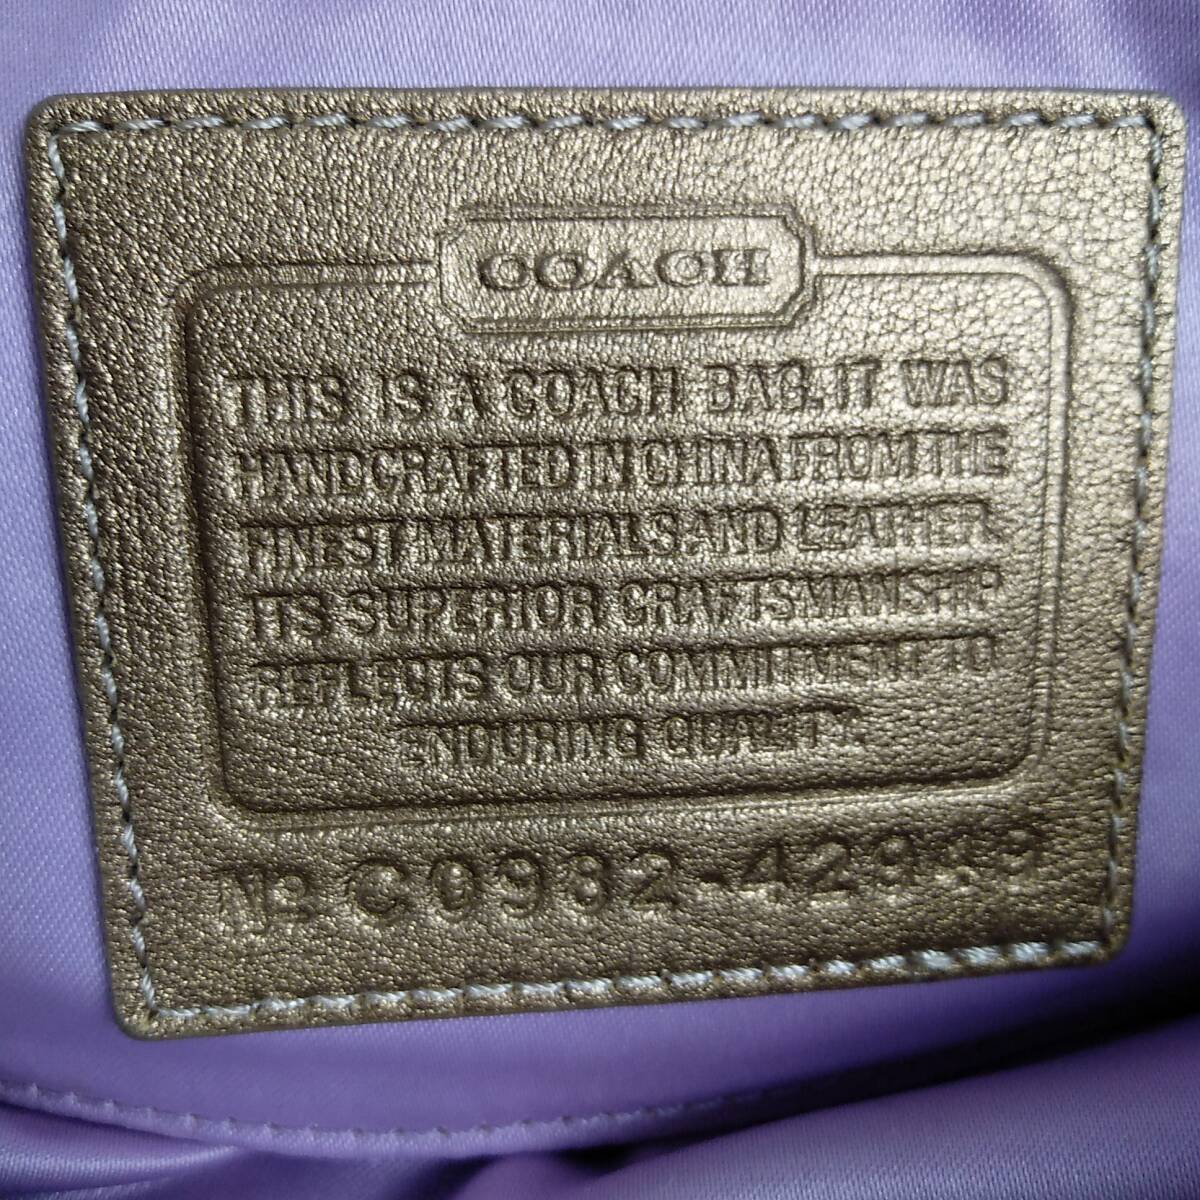 COACH
THIS IS A COACH BAG. IT WAS
HANDCRAFTED IN CHINA FROM THE
FINEST MATERIALS AND LEATHER.
ITS SUPERIOR CRAFTSMANSHIP
REFLECTS OUR COMMITMENT TO
ENDURING QUALITY.
No C0982-42949